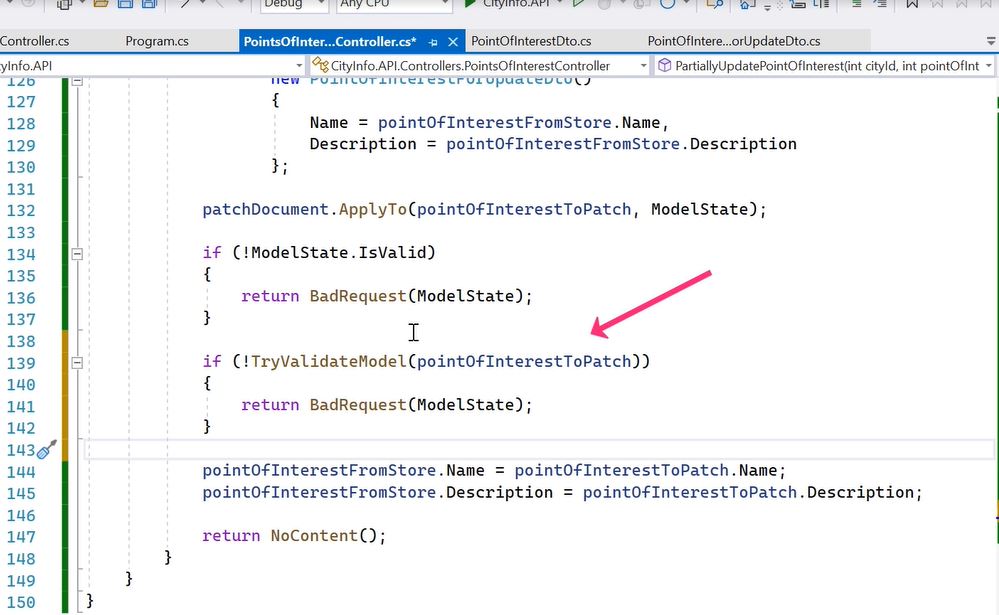 Debug Any CPU CityInfo.API
Controller.cs Program.cs PointsOfInter...Controller.cs* PointOfInterestDto.cs PointOfIntere...orUpdateDto.cs
yInfo.API CityInfo.API.Controllers.PointsOfInterestController PartiallyUpdatePointOfInterest(int cityId, int pointOfInt
126 new PointOfInterestForUpdateDto()
127 {
128 Name = pointOfInterestFromStore.Name,
129 Description = pointOfInterestFromStore.Description
130 };
131
132 patchDocument.ApplyTo(pointOfInterestToPatch, ModelState);
133
134 if (!ModelState.IsValid)
135 {
136 return BadRequest(ModelState);
137 }
138
139 if (!TryValidateModel(pointOfInterestToPatch))
140 {
141 return BadRequest(ModelState);
142 }
143
144 pointOfInterestFromStore.Name = pointOfInterestToPatch.Name;
145 pointOfInterestFromStore.Description = pointOfInterestToPatch.Description;
146
147 return NoContent();
148 }
149 }
150 }